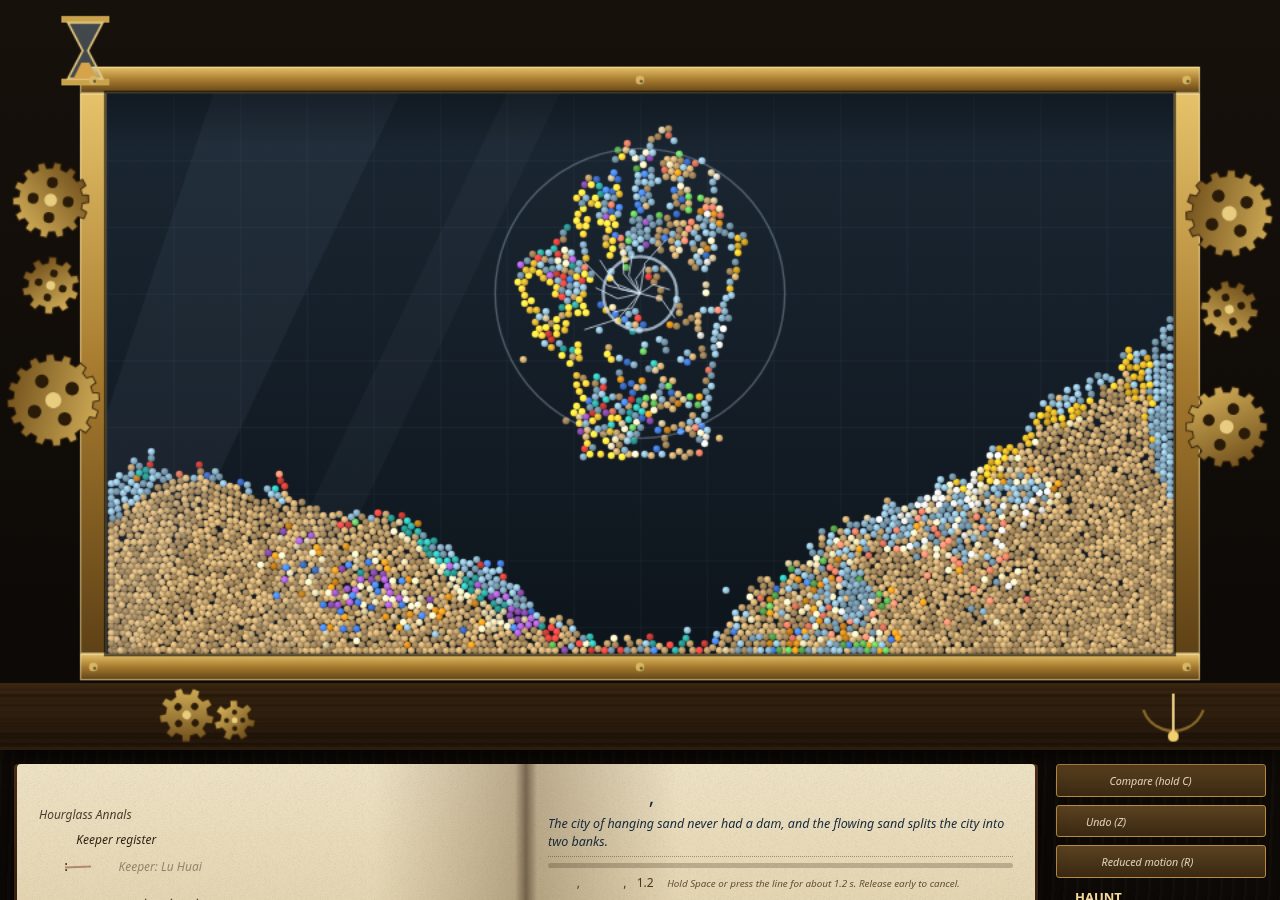 Hourglass Annals
Keeper register
Keeper: Lu Huai
,
The city of hanging sand never had a dam, and the flowing sand splits the city into
two banks.
, , 1.2 Hold Space or press the line for about 1.2 s. Release early to cancel.
Compare (hold C)
Undo (Z)
Reduced motion (R)
HAUNT